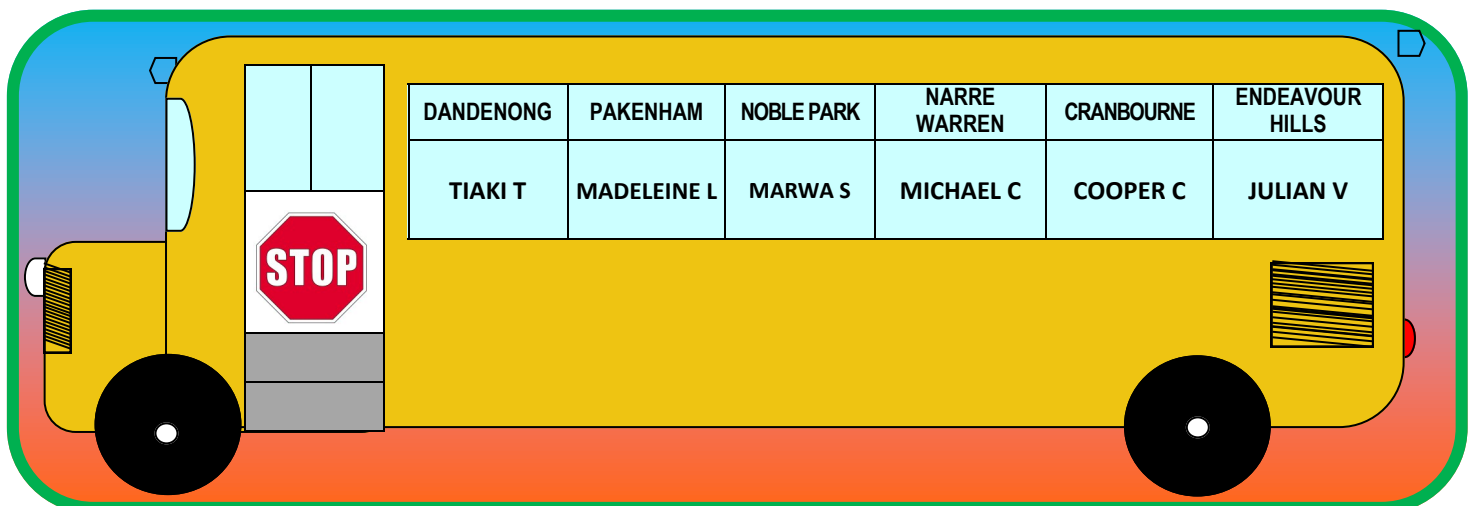 DANDENONG PAKENHAM NOBLE PARK NARRE WARREN CRANBOURNE ENDEAVOUR HILLS
TIAKI T MADELEINE L MARWA S MICHAEL C COOPER C JULIAN V
STOP